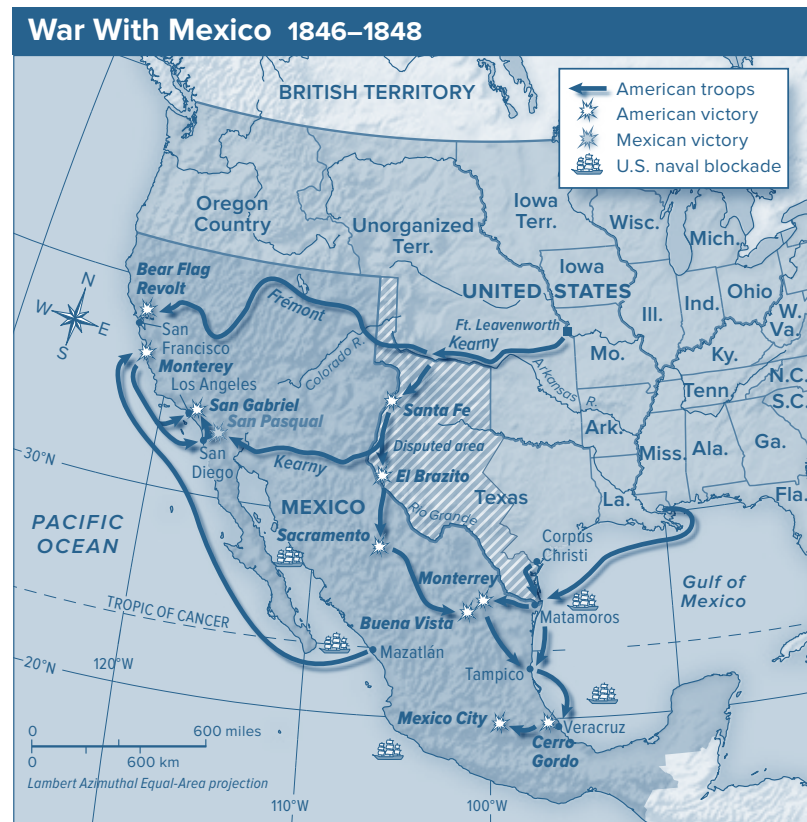 War With Mexico 1846–1848
American troops
American victory
Mexican victory
U.S. naval blockade
BRITISH TERRITORY
Oregon
Country
Unorganized
Terr.
Iowa
Terr.
Wisc.
Mich.
Iowa
UNITED STATES
Ill.
Ind.
Ohio
W.
Va.
Bear Flag
Revolt
N
W
E
S
Frémont
Ft. Leavenworth
Kearny
Mo.
Ky.
San
Francisco
Monterey
Los Angeles
Colorado R.
Arkansas R.
Tenn.
N.C.
S.C.
San Gabriel
San Pasqual
Santa Fe
Ark.
Miss.
Ala.
Ga.
San
Diego
Kearny
Disputed area
El Brazito
Texas
La.
Fla.
30°N
MEXICO
Rio Grande
PACIFIC
OCEAN
Sacramento
Corpus
Christi
Monterrey
Gulf of
Mexico
TROPIC OF CANCER
Buena Vista
Matamoros
20°N
120°W
Mazatlán
Tampico
Mexico City
Veracruz
Cerro
Gordo
0
600 miles
0
600 km
Lambert Azimuthal Equal-Area projection
110°W
100°W